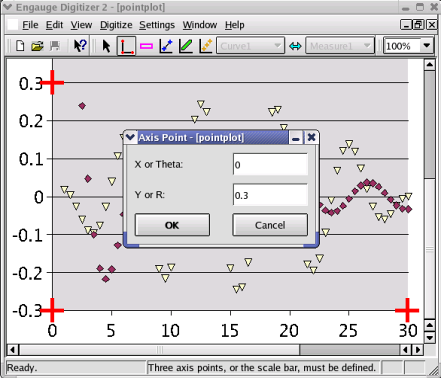 Engauge Digitizer 2 - [pointplot]
File Edit View Digitize Settings Window Help
Curve1 Measure1 100%
0.3
0.2
0.1
0
-0.1
-0.2
-0.3
0 5 10 15 20 25 30
Axis Point - [pointplot]
X or Theta: 0
Y or R: 0.3
OK Cancel
Ready. Three axis points, or the scale bar, must be defined.